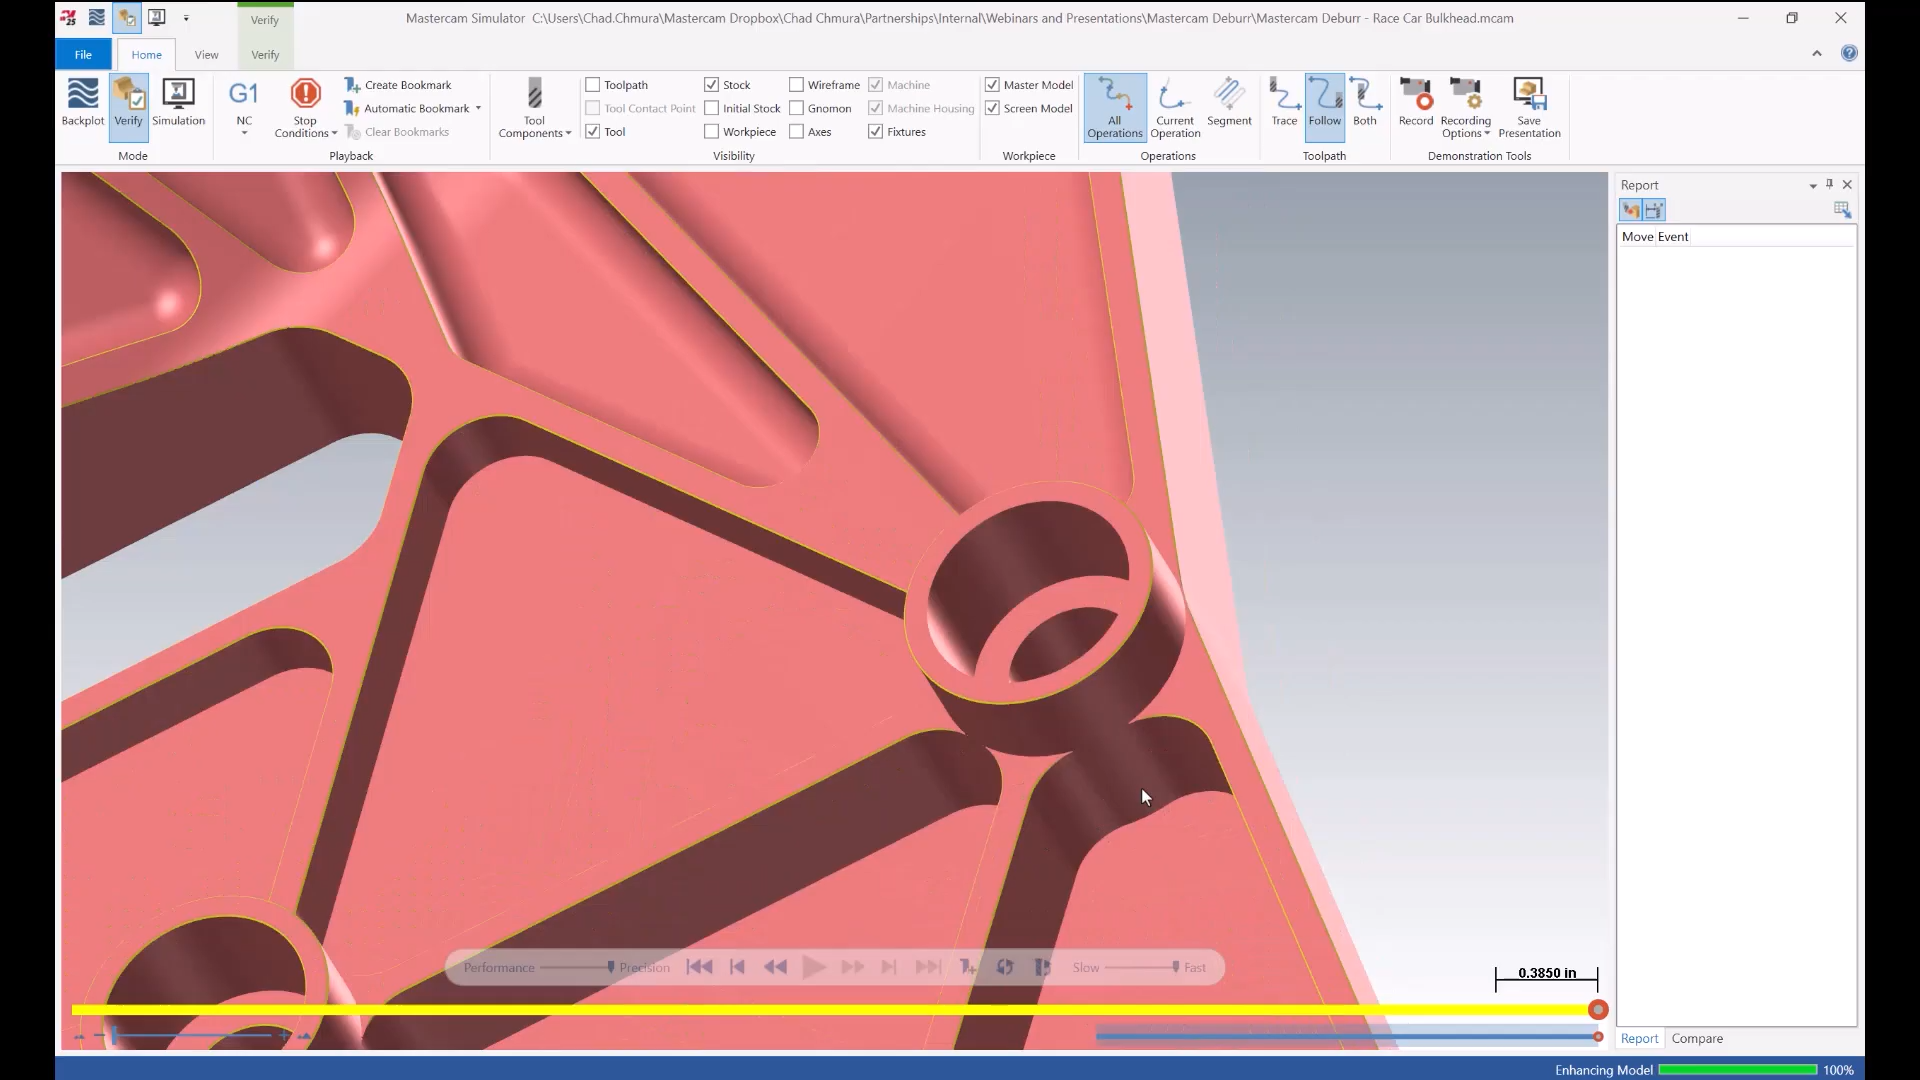 25
Verify
Mastercam Simulator C:\Users\Chad.Chmura\Mastercam Dropbox\Chad Chmura\Partnerships\Internal\Webinars and Presentations\Mastercam Deburr\Mastercam Deburr - Race Car Bulkhead.mcam
File
Home
View
Verify
Backplot
Verify
Simulation
Mode
G1
NC
Stop
Conditions
Create Bookmark
Automatic Bookmark
Clear Bookmarks
Playback
Tool
Components
Toolpath
Tool Contact Point
Tool
Stock
Initial Stock
Workpiece
Wireframe
Gnomon
Axes
Machine
Machine Housing
Fixtures
Visibility
Master Model
Screen Model
Workpiece
All
Operations
Current
Operation
Segment
Operations
Trace
Follow
Both
Toolpath
Record
Recording
Options
Save
Presentation
Demonstration Tools
Report
Move Event
Performance
Precision
Slow
Fast
0.3850 in
Report
Compare
Enhancing Model
100%